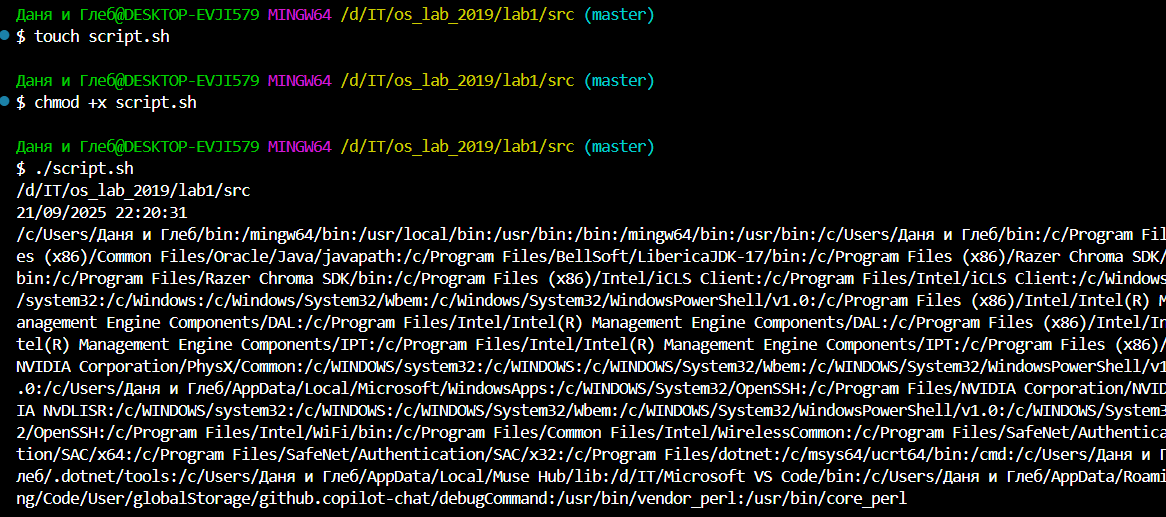 Даня и Глеб@DESKTOP-EVJI579 MINGW64 /d/IT/os_lab_2019/lab1/src (master)
$ touch script.sh
Даня и Глеб@DESKTOP-EVJI579 MINGW64 /d/IT/os_lab_2019/lab1/src (master)
$ chmod +x script.sh
Даня и Глеб@DESKTOP-EVJI579 MINGW64 /d/IT/os_lab_2019/lab1/src (master)
$ ./script.sh
/d/IT/os_lab_2019/lab1/src
21/09/2025 22:20:31
/c/Users/Даня и Глеб/bin:/mingw64/bin:/usr/local/bin:/usr/bin:/bin:/mingw64/bin:/usr/bin:/c/Users/Даня и Глеб/bin:/c/Program Fil
es (x86)/Common Files/Oracle/Java/javapath:/c/Program Files/BellSoft/LibericaJDK-17/bin:/c/Program Files (x86)/Razer Chroma SDK/
bin:/c/Program Files/Razer Chroma SDK/bin:/c/Program Files (x86)/Intel/iCLS Client:/c/Program Files/Intel/iCLS Client:/c/Windows
/system32:/c/Windows:/c/Windows/System32/Wbem:/c/Windows/System32/WindowsPowerShell/v1.0:/c/Program Files (x86)/Intel/Intel(R) M
anagement Engine Components/DAL:/c/Program Files/Intel/Intel(R) Management Engine Components/DAL:/c/Program Files (x86)/Intel/In
tel(R) Management Engine Components/IPT:/c/Program Files/Intel/Intel(R) Management Engine Components/IPT:/c/Program Files (x86)/
NVIDIA Corporation/PhysX/Common:/c/WINDOWS/system32:/c/WINDOWS:/c/WINDOWS/System32/Wbem:/c/WINDOWS/System32/WindowsPowerShell/v1
.0:/c/Users/Даня и Глеб/AppData/Local/Microsoft/WindowsApps:/c/WINDOWS/System32/OpenSSH:/c/Program Files/NVIDIA Corporation/NVID
IA NvDLISR:/c/WINDOWS/system32:/c/WINDOWS:/c/WINDOWS/System32/Wbem:/c/WINDOWS/System32/WindowsPowerShell/v1.0:/c/WINDOWS/System3
2/OpenSSH:/c/Program Files/Intel/WiFi/bin:/c/Program Files/Common Files/Intel/WirelessCommon:/c/Program Files/SafeNet/Authentica
tion/SAC/x64:/c/Program Files/SafeNet/Authentication/SAC/x32:/c/Program Files/dotnet:/c/msys64/ucrt64/bin:/cmd:/c/Users/Даня и Г
леб/.dotnet/tools:/c/Users/Даня и Глеб/AppData/Local/Muse Hub/lib:/d/IT/Microsoft VS Code/bin:/c/Users/Даня и Глеб/AppData/Roami
ng/Code/User/globalStorage/github.copilot-chat/debugCommand:/usr/bin/vendor_perl:/usr/bin/core_perl